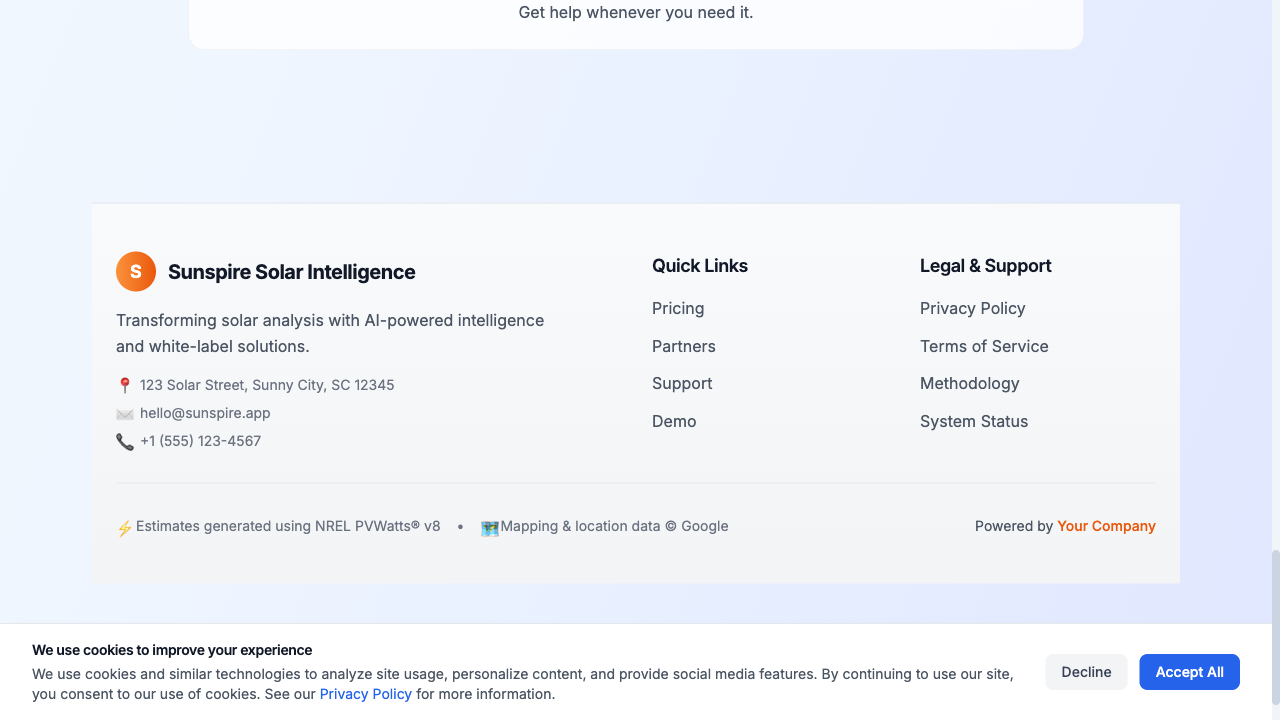 Get help whenever you need it.
S
Sunspire Solar Intelligence
Transforming solar analysis with AI-powered intelligence
and white-label solutions.
📍 123 Solar Street, Sunny City, SC 12345
✉️ hello@sunspire.app
📞 +1 (555) 123-4567
Quick Links
Pricing
Partners
Support
Demo
Legal & Support
Privacy Policy
Terms of Service
Methodology
System Status
⚡ Estimates generated using NREL PVWatts® v8 • 🗺️ Mapping & location data © Google
Powered by Your Company
We use cookies to improve your experience
We use cookies and similar technologies to analyze site usage, personalize content, and provide social media features. By continuing to use our site,
you consent to our use of cookies. See our Privacy Policy for more information.
Decline
Accept All